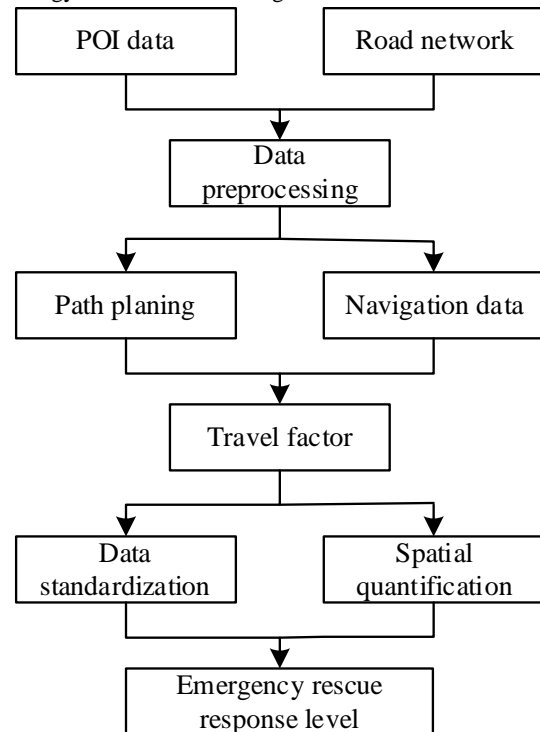 POI data
Road network
Data
preprocessing
Path planing
Navigation data
Travel factor
Data
standardization
Spatial
quantification
Emergency rescue
response level